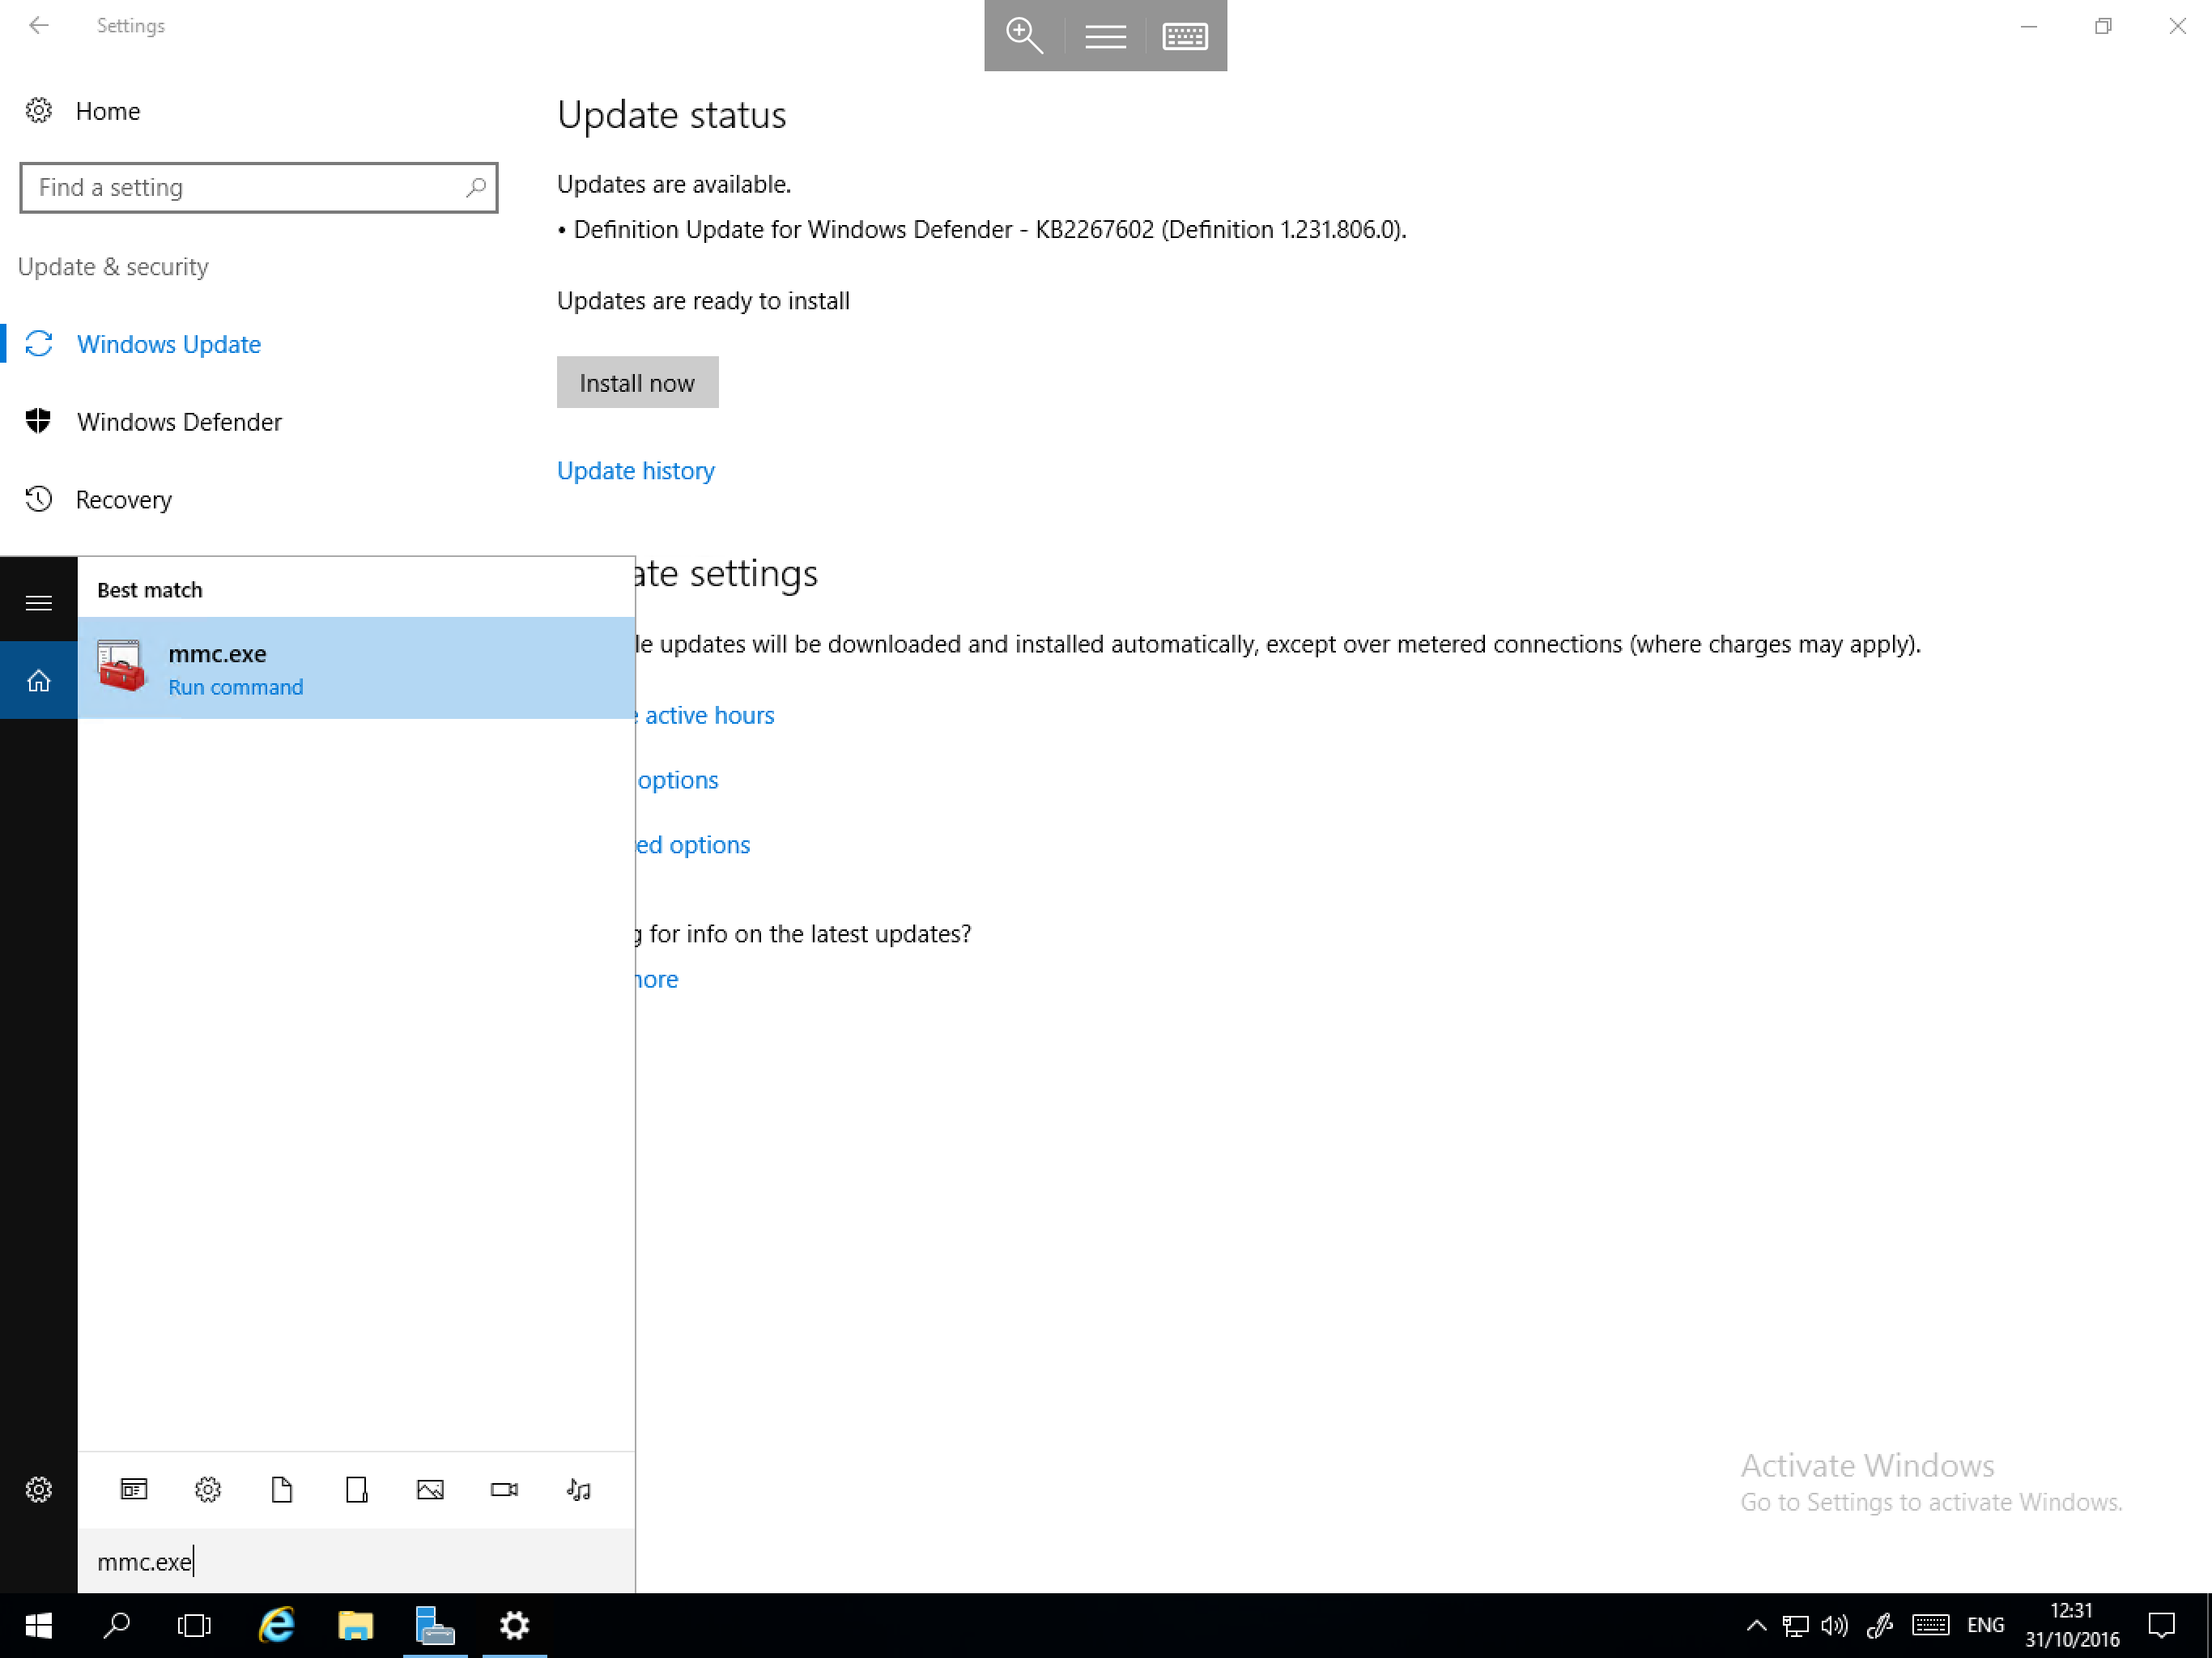 Settings
Home
Find a setting
Update & security
Windows Update
Windows Defender
Recovery
Update status
Updates are available.
• Definition Update for Windows Defender - KB2267602 (Definition 1.231.806.0).
Updates are ready to install
Install now
Update history
ate settings
le updates will be downloaded and installed automatically, except over metered connections (where charges may apply).
active hours
options
ed options
g for info on the latest updates?
more
Best match
mmc.exe
Run command
mmc.exe
Activate Windows
Go to Settings to activate Windows.
ENG
12:31
31/10/2016